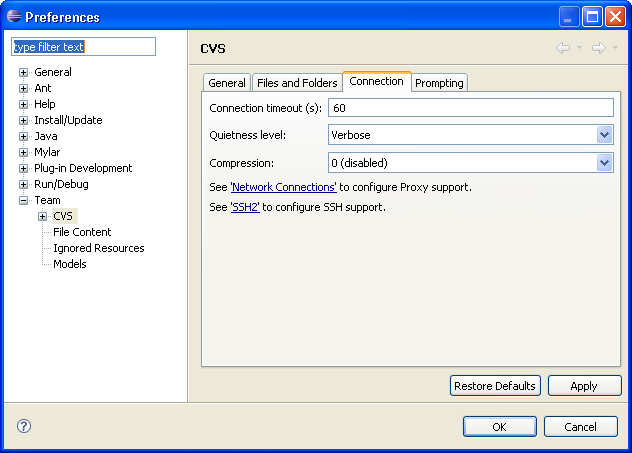 Preferences
type filter text
General
Ant
Help
Install/Update
Java
Mylar
Plug-in Development
Run/Debug
Team
CVS
File Content
Ignored Resources
Models
CVS
General Files and Folders Connection Prompting
Connection timeout (s): 60
Quietness level: Verbose
Compression: 0 (disabled)
See 'Network Connections' to configure Proxy support.
See 'SSH2' to configure SSH support.
Restore Defaults Apply
? OK Cancel